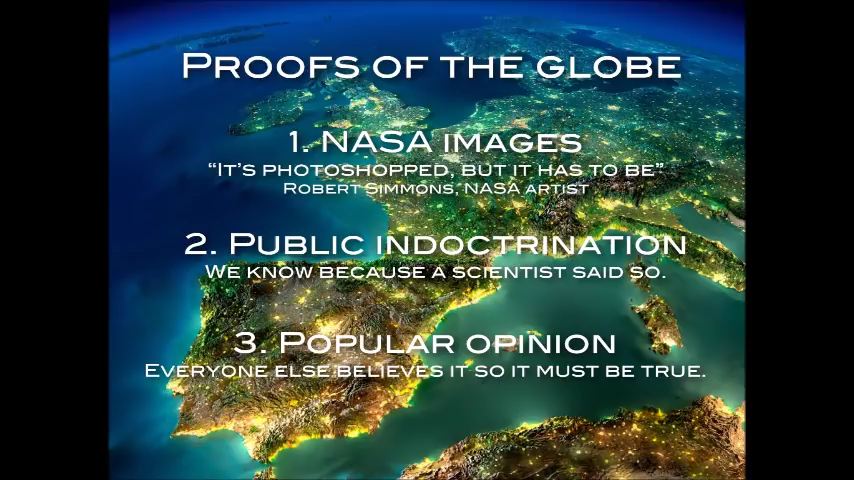 PROOFS OF THE GLOBE
1. NASA IMAGES
“IT’S PHOTOSHOPPED, BUT IT HAS TO BE”
ROBERT SIMMONS, NASA ARTIST
2. PUBLIC INDOCTRINATION
WE KNOW BECAUSE A SCIENTIST SAID SO.
3. POPULAR OPINION
EVERYONE ELSE BELIEVES IT SO IT MUST BE TRUE.